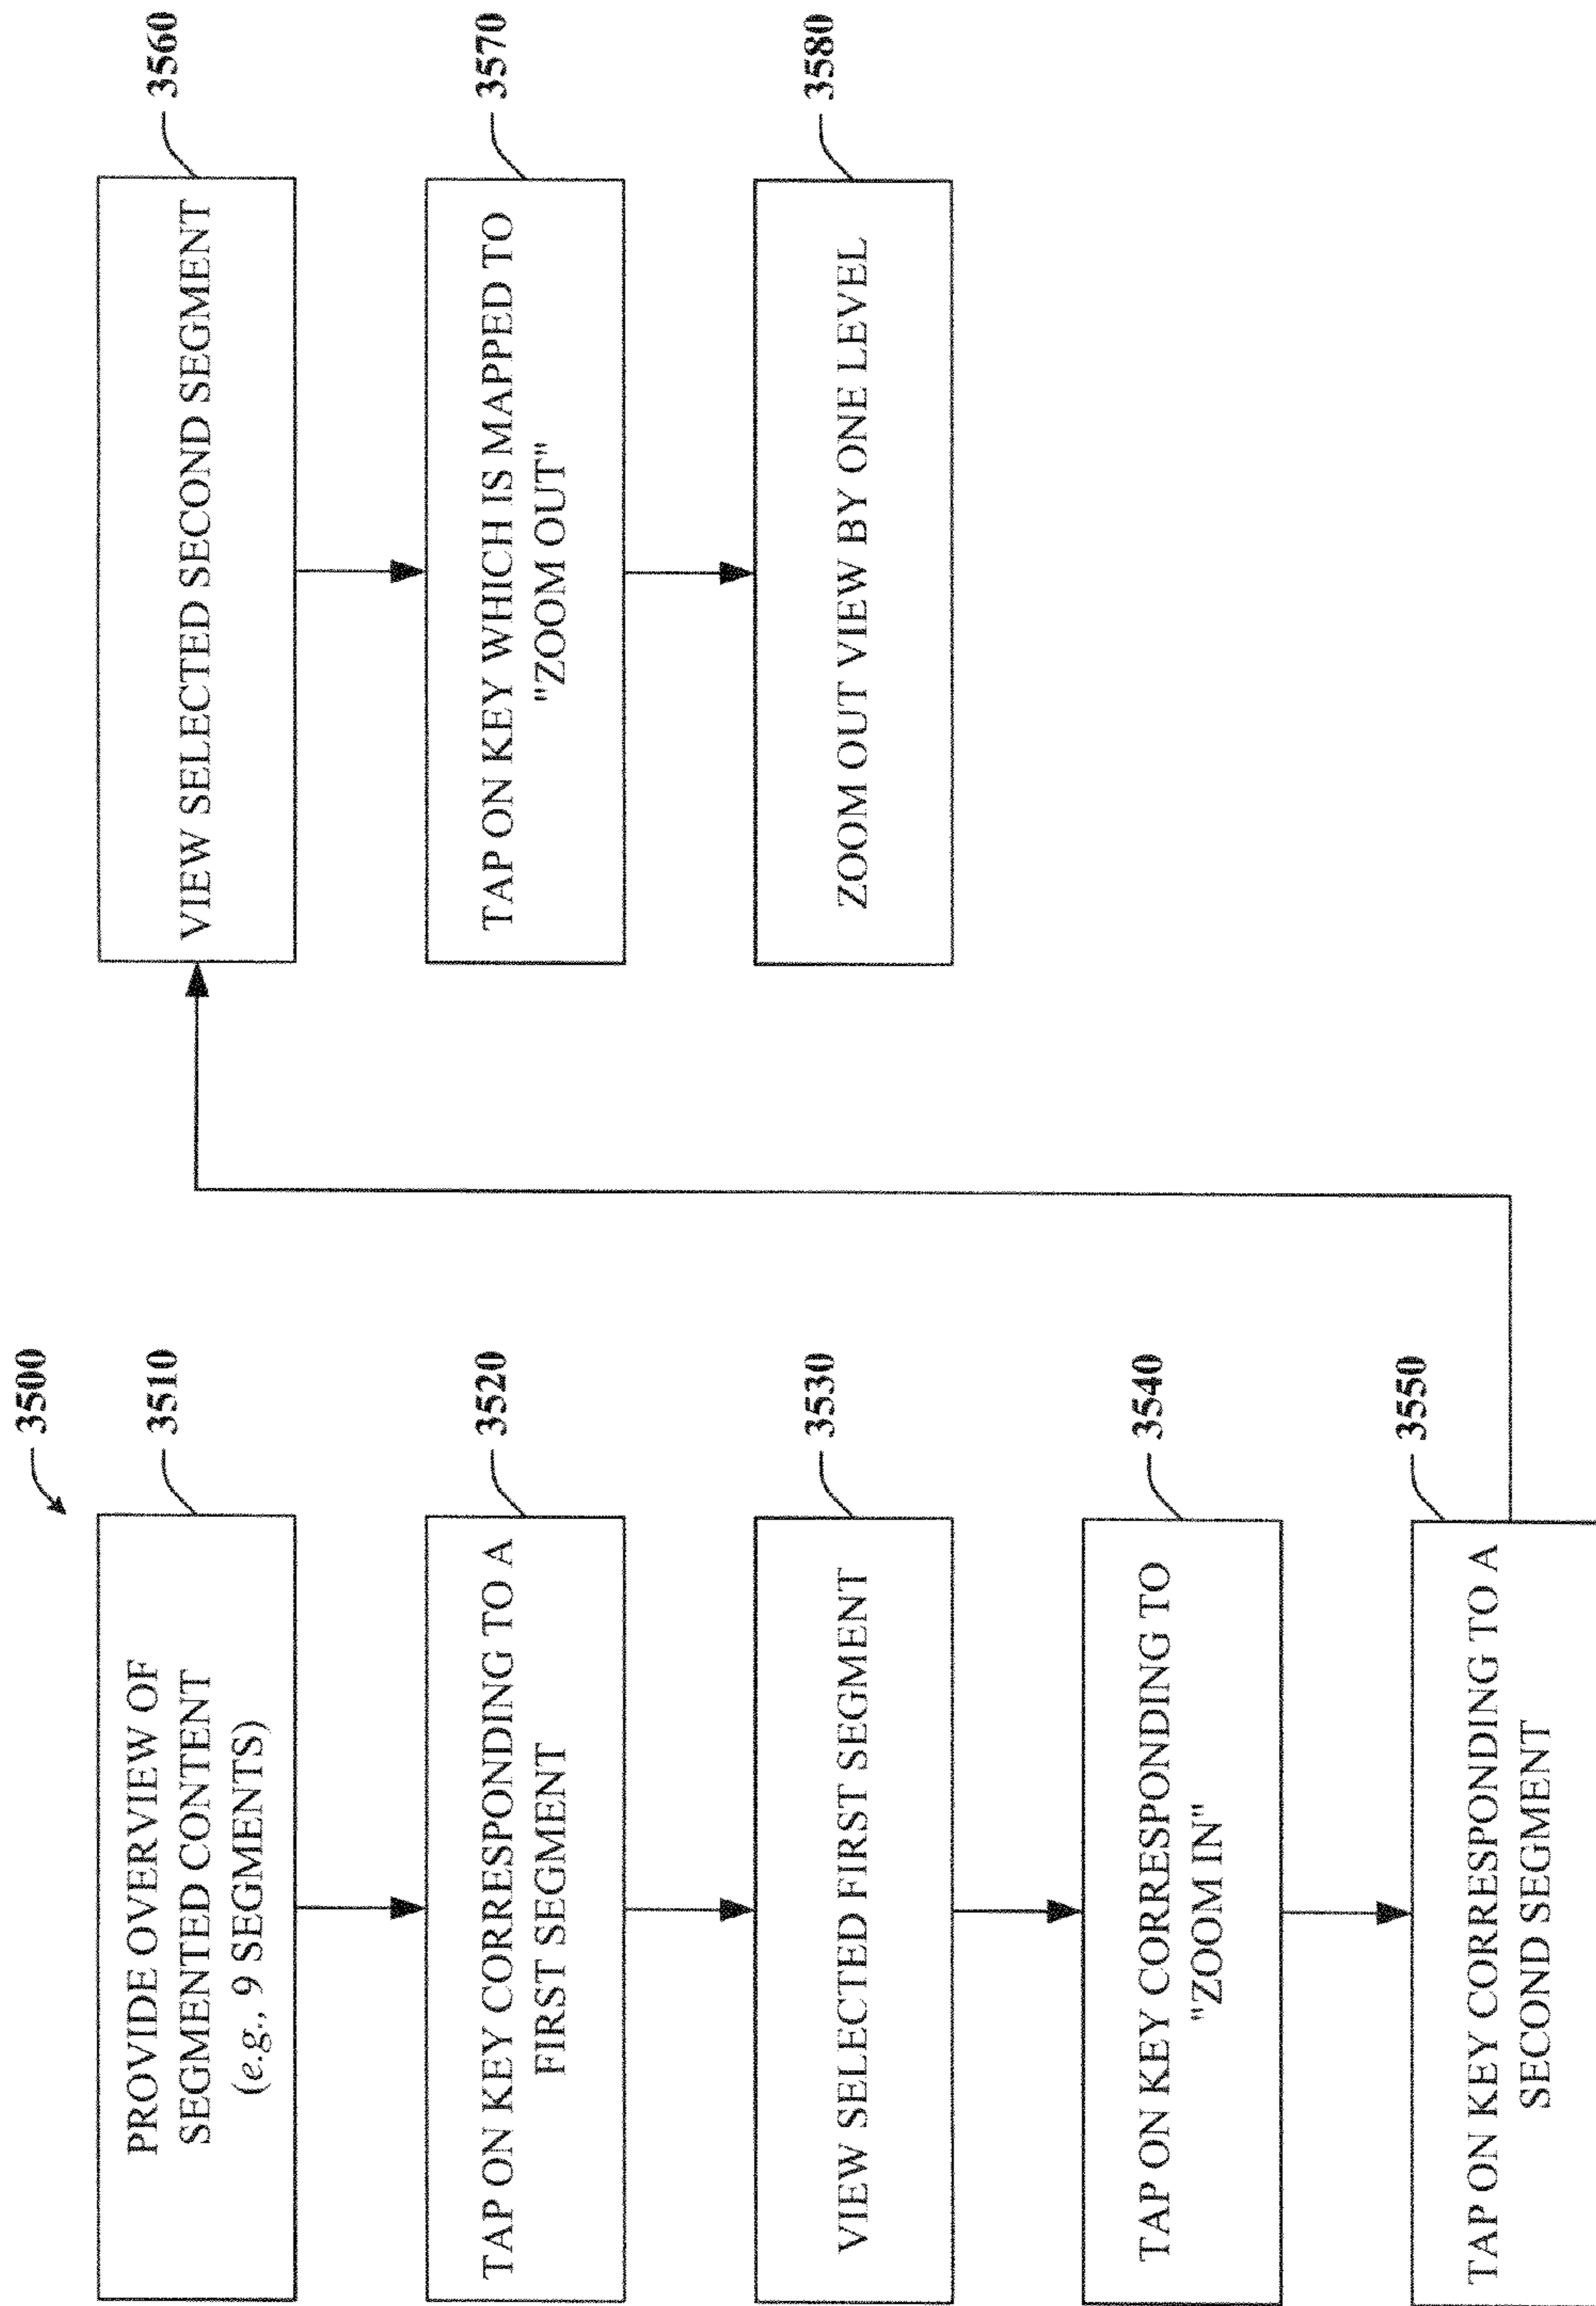 3500
PROVIDE OVERVIEW OF
SEGMENTED CONTENT
(e.g., 9 SEGMENTS)
3510
TAP ON KEY CORRESPONDING TO A
FIRST SEGMENT
3520
VIEW SELECTED FIRST SEGMENT
3530
TAP ON KEY CORRESPONDING TO
"ZOOM IN"
3540
TAP ON KEY CORRESPONDING TO A
SECOND SEGMENT
3550
VIEW SELECTED SECOND SEGMENT
3560
TAP ON KEY WHICH IS MAPPED TO
"ZOOM OUT"
3570
ZOOM OUT VIEW BY ONE LEVEL
3580